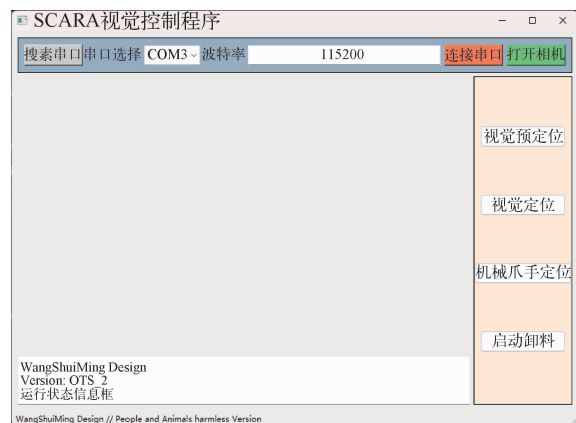 SCARA视觉控制程序
搜素串口 串口选择 COM3 波特率 115200 连接串口 打开相机
视觉预定位
视觉定位
机械爪手定位
启动卸料
WangShuiMing Design
Version: OTS_2
运行状态信息框
WangShuiMing Design // People and Animals harmless Version